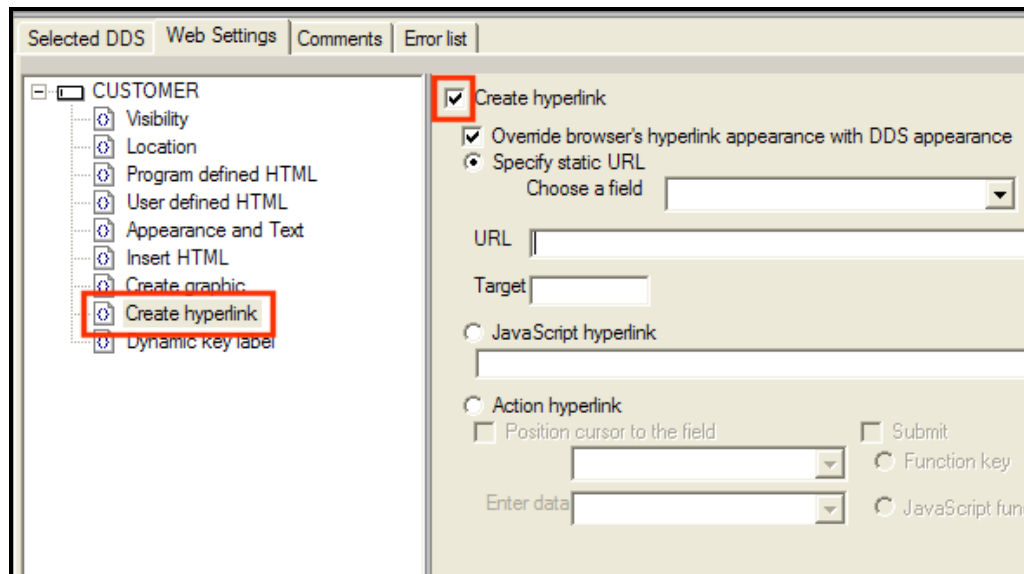 Selected DDS Web Settings Comments Error list
CUSTOMER
Visibility
Location
Program defined HTML
User defined HTML
Appearance and Text
Insert HTML
Create graphic
Create hyperlink
Dynamic key label
Create hyperlink
Override browser's hyperlink appearance with DDS appearance
Specify static URL
Choose a field
URL
Target
JavaScript hyperlink
Action hyperlink
Position cursor to the field Submit
Function key
Enter data JavaScript fun